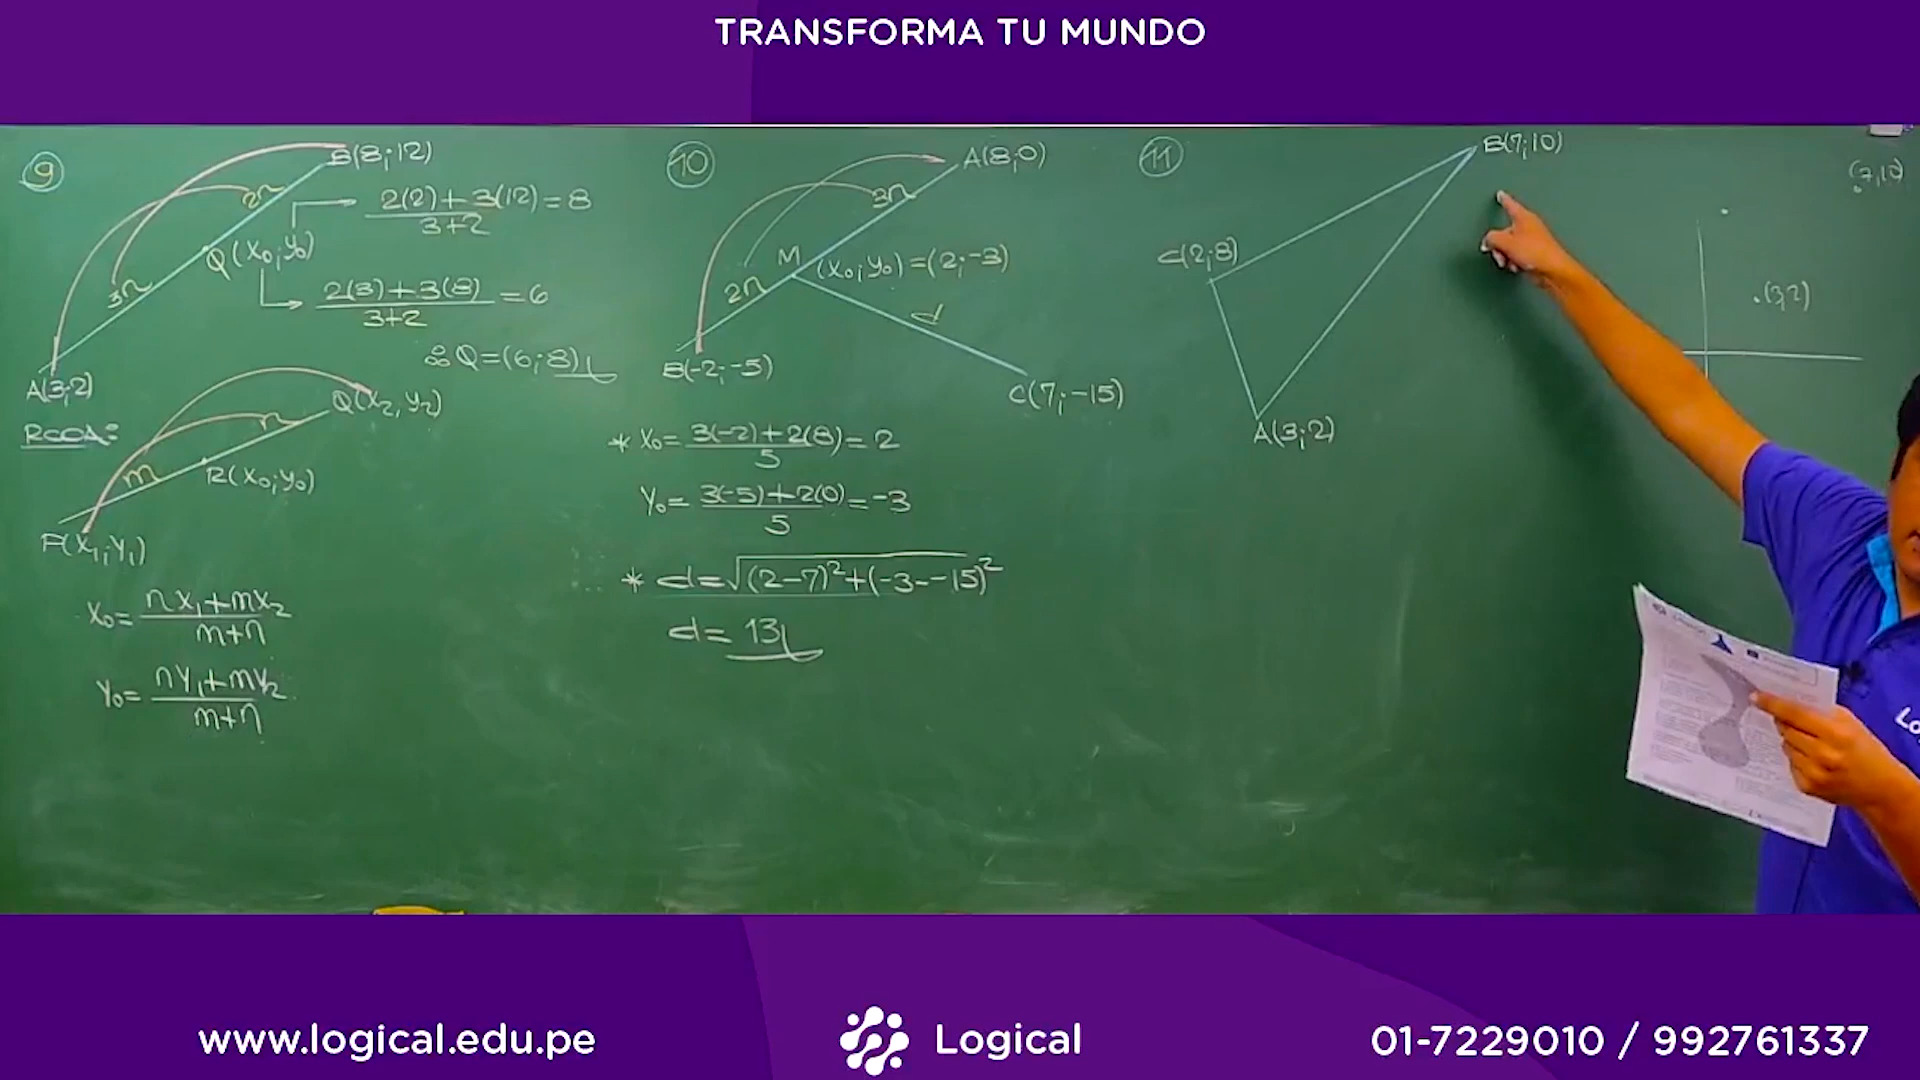 TRANSFORMA TU MUNDO
9
B(8;12)
2n
2(2)+3(12)=8
3+2
Q(x₀;y₀)
3n
2(3)+3(8)=6
3+2
∴Q=(6;8)
A(3;2)
RCDA:
Q(x₂,y₂)
n
m
R(x₀;y₀)
P(x₁;y₁)
x₀=nx₁+mx₂
m+n
y₀=ny₁+my₂
m+n
10
A(8;0)
3n
M
(x₀;y₀)=(2;-3)
2n
d
B(-2;-5)
C(7;-15)
* x₀=3(-2)+2(8)=2
5
y₀=3(-5)+2(0)=-3
5
* d=√(2-7)²+(-3--15)²
d=13
11
B(7;10)
C(2;8)
A(3;2)
(7,10)
(3,2)
www.logical.edu.pe
Logical
01-7229010 / 992761337